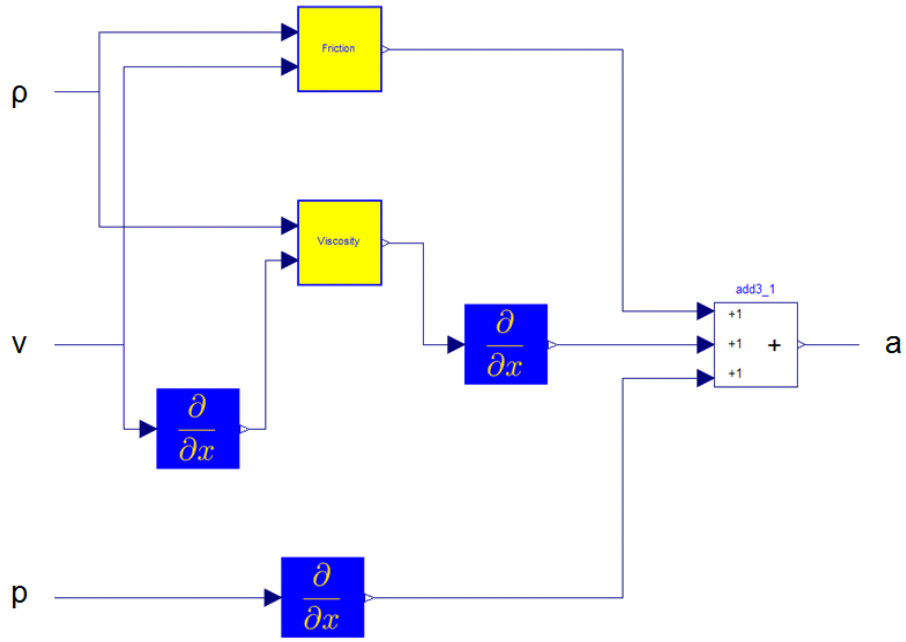 Friction
ρ
Viscosity
add3_1
∂
∂x
+1
v
+1
+
a
+1
∂
∂x
p
∂
∂x